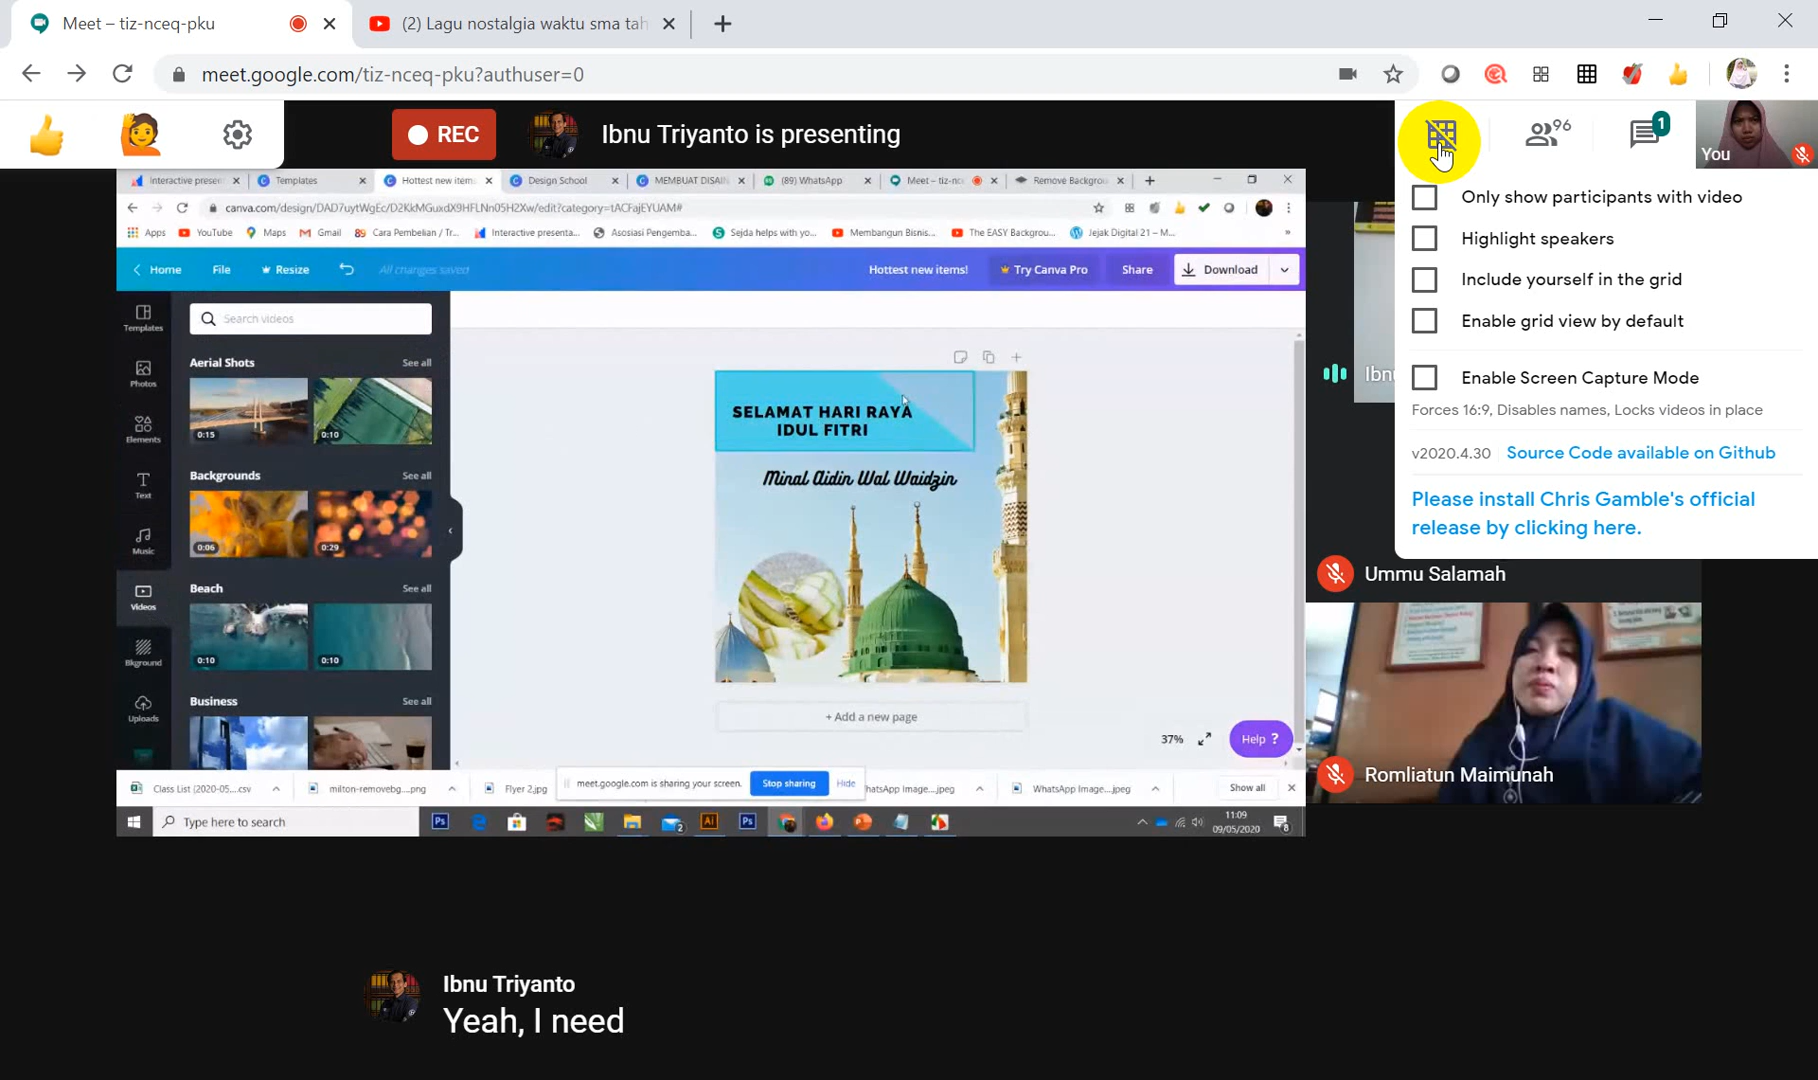 Meet – tiz-nceq-pku
(2) Lagu nostalgia waktu sma tah
meet.google.com/tiz-nceq-pku?authuser=0
REC
Ibnu Triyanto is presenting
96
1
You
Only show participants with video
Highlight speakers
Include yourself in the grid
Enable grid view by default
Enable Screen Capture Mode
Forces 16:9, Disables names, Locks videos in place
v2020.4.30 Source Code available on Github
Please install Chris Gamble's official
release by clicking here.
Interactive presen
Templates
Hottest new item
Design School
MEMBUAT DISAI
(89) WhatsApp
Meet – tiz-nc
Remove Backgrou
canva.com/design/DAD7uytWgEc/D2KkMGuxdX9HFLNn05H2Xw/edit?category=tACFajEYUAM#
Apps
YouTube
Maps
Gmail
Cara Pembelian / Tr...
Interactive presenta...
Asosiasi Pengemba...
Sejda helps with yo...
Membangun Bisnis...
The EASY Backgrou...
Jejak Digital 21 – M...
Home
File
Resize
All changes saved
Hottest new items!
Try Canva Pro
Share
Download
Templates
Photos
Elements
Text
Music
Videos
Bkground
Uploads
Search videos
Aerial Shots See all
0:15 0:10
Backgrounds See all
0:06 0:29
Beach See all
0:10 0:10
Business See all
SELAMAT HARI RAYA
IDUL FITRI
Minal Aidin Wal Waidzin
+ Add a new page
37%
Help ?
Ibnu
Ummu Salamah
Romliatun Maimunah
Class List (2020-05....csv
milton-removebg....png
Flyer 2.jpg
meet.google.com is sharing your screen.
Stop sharing
Hide
hatsApp Image....jpeg
WhatsApp Image....jpeg
Show all
Type here to search
2
11:09
09/05/2020
8
Ibnu Triyanto
Yeah, I need